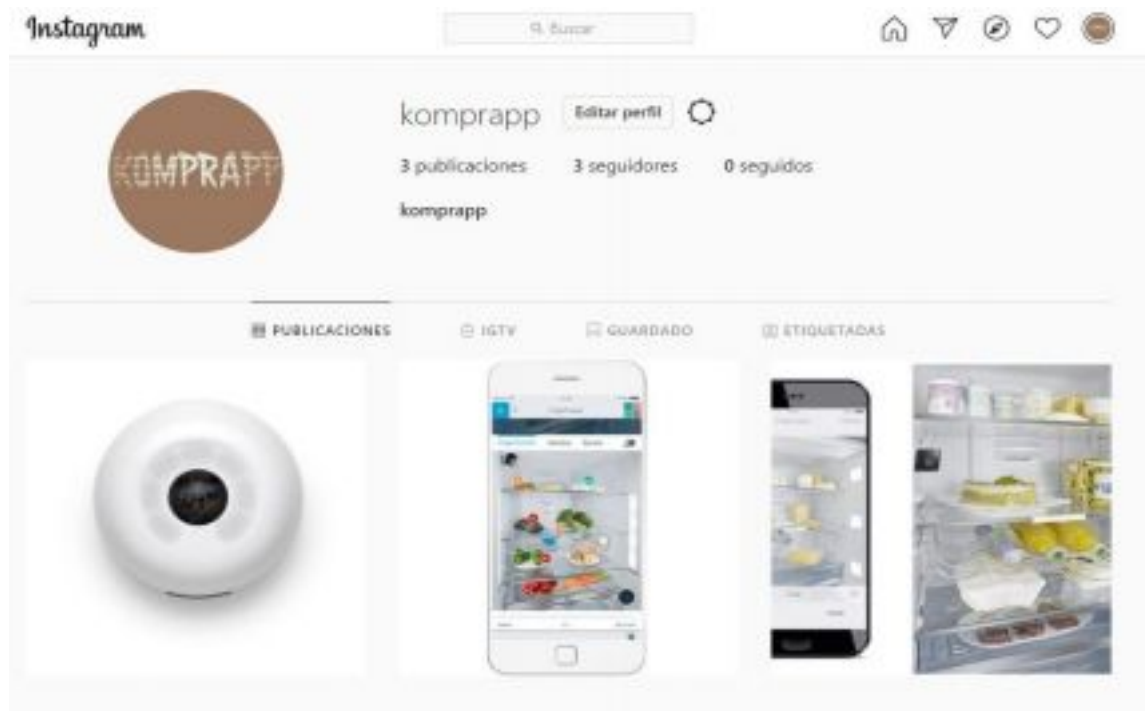 Instagram
Buscar
komprapp Editar perfil
3 publicaciones 3 seguidores 0 seguidos
komprapp
KOMPRAPP
PUBLICACIONES IGTV GUARDADO ETIQUETADAS